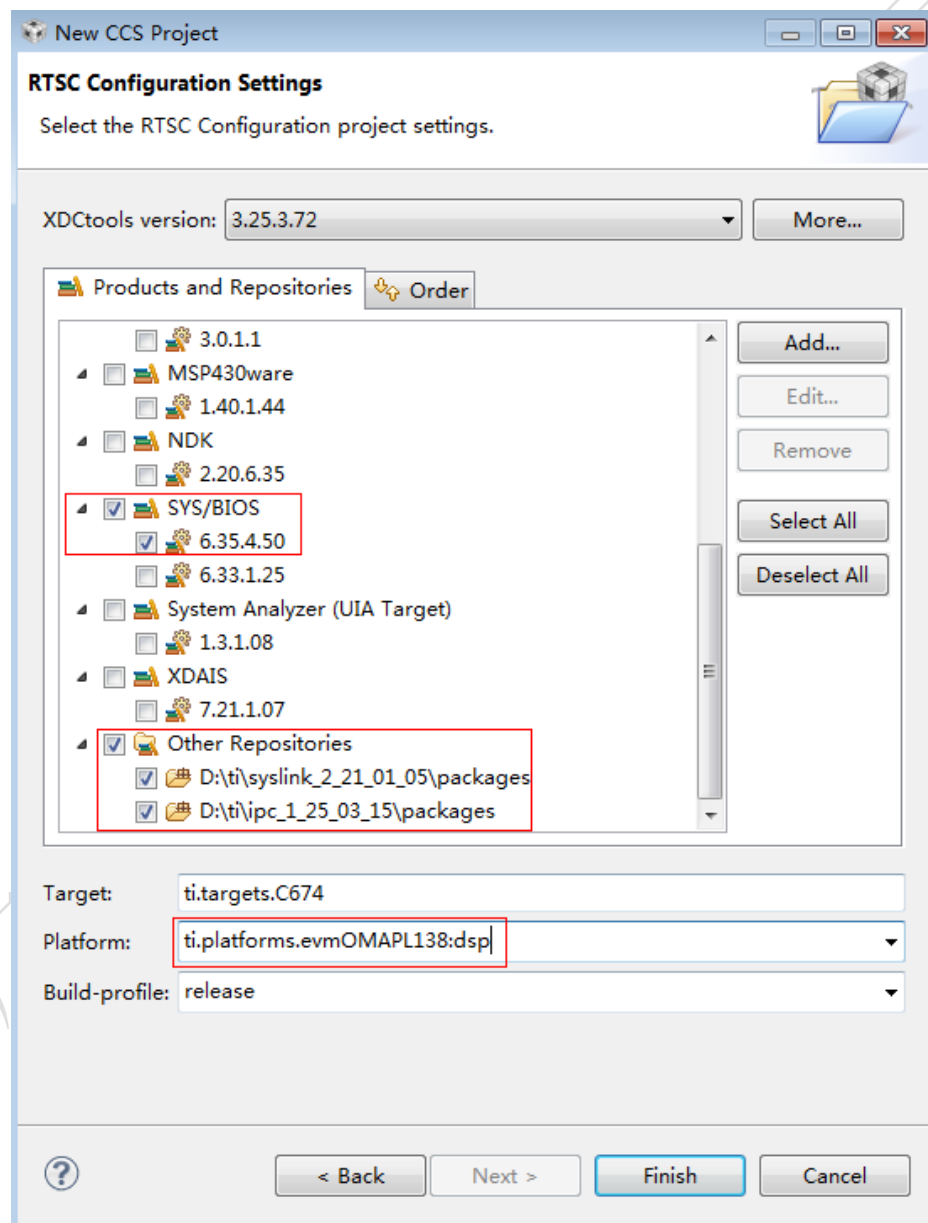 New CCS Project
RTSC Configuration Settings
Select the RTSC Configuration project settings.
XDCtools version: 3.25.3.72 More...
Products and Repositories Order
3.0.1.1 Add...
MSP430ware
1.40.1.44 Edit...
NDK
2.20.6.35 Remove
SYS/BIOS
6.35.4.50 Select All
6.33.1.25 Deselect All
System Analyzer (UIA Target)
1.3.1.08
XDAIS
7.21.1.07
Other Repositories
D:\ti\syslink_2_21_01_05\packages
D:\ti\ipc_1_25_03_15\packages
Target: ti.targets.C674
Platform: ti.platforms.evmOMAPL138:dsp
Build-profile: release
? < Back Next > Finish Cancel